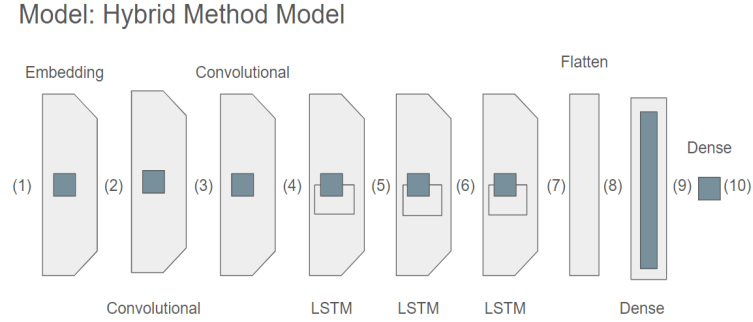 Model: Hybrid Method Model
Embedding
Convolutional
Flatten
Dense
(1)
(2)
(3)
(4)
(5)
(6)
(7)
(8)
(9)
(10)
Convolutional
LSTM
LSTM
LSTM
Dense